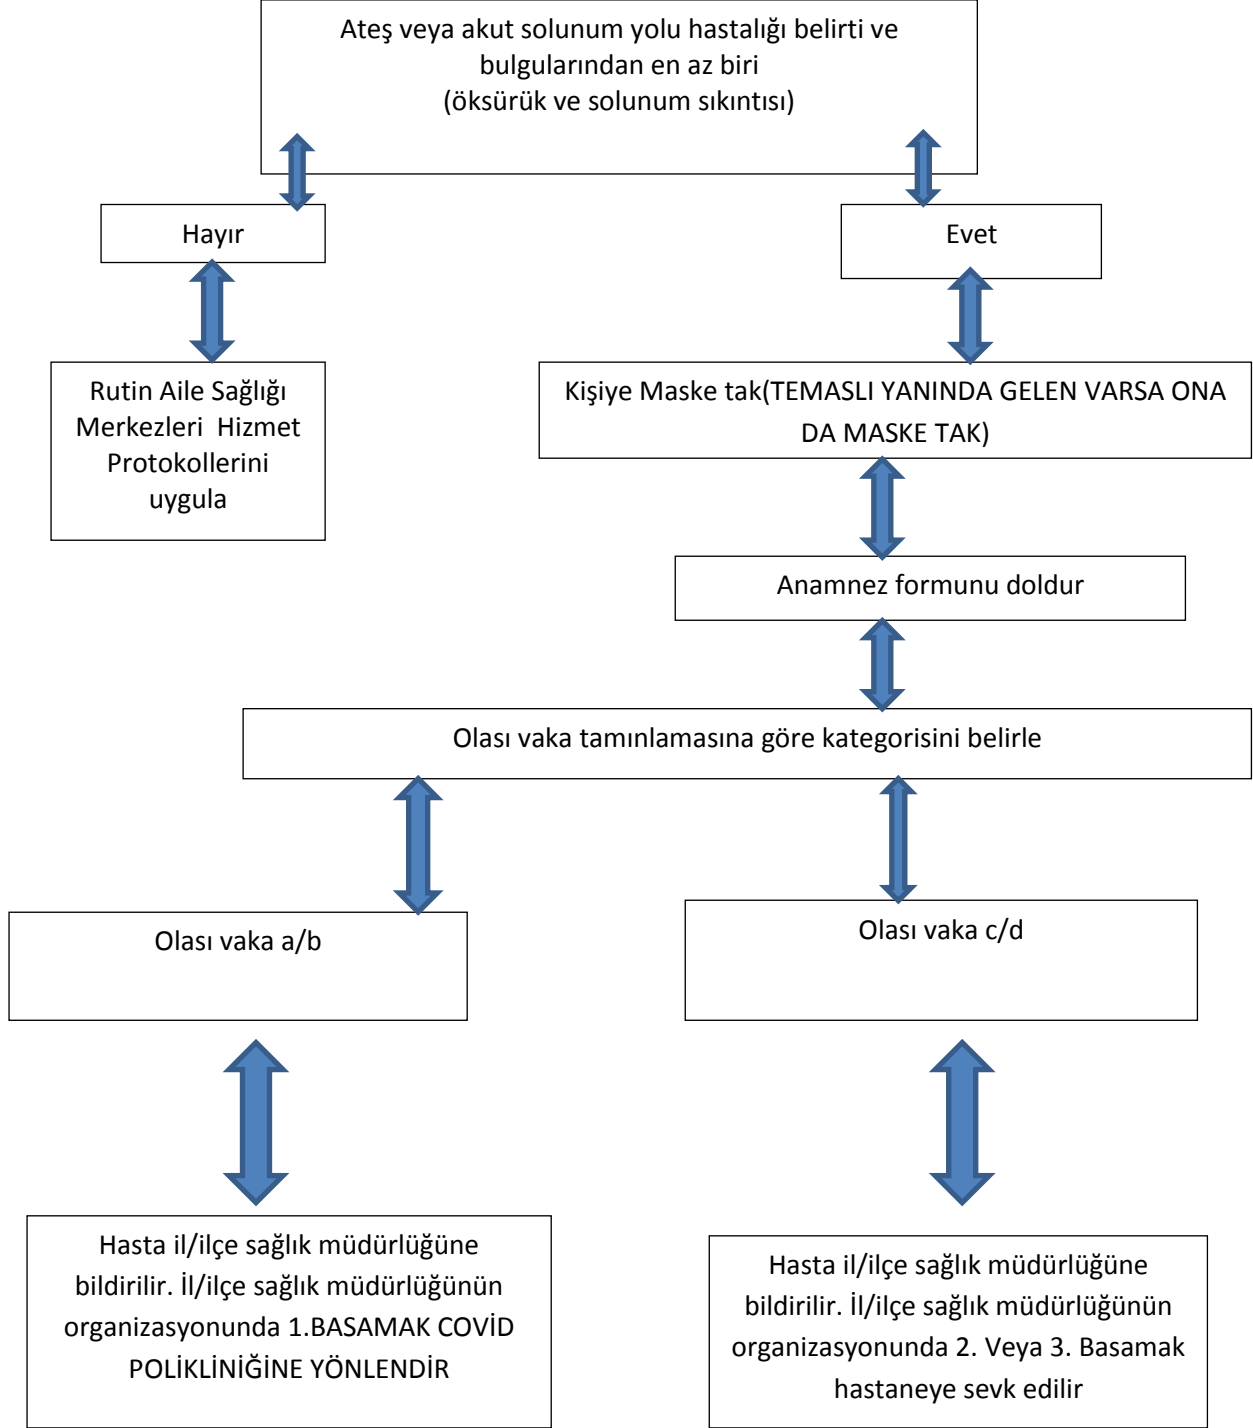 Ateş veya akut solunum yolu hastalığı belirti ve
bulgularından en az biri
(öksürük ve solunum sıkıntısı)
Hayır
Evet
Rutin Aile Sağlığı
Merkezleri Hizmet
Protokollerini
uygula
Kişiye Maske tak(TEMASLI YANINDA GELEN VARSA ONA
DA MASKE TAK)
Anamnez formunu doldur
Olası vaka tamınlamasına göre kategorisini belirle
Olası vaka a/b
Olası vaka c/d
Hasta il/ilçe sağlık müdürlüğüne
bildirilir. İl/ilçe sağlık müdürlüğünün
organizasyonunda 1.BASAMAK COVİD
POLİKLİNİĞİNE YÖNLENDİR
Hasta il/ilçe sağlık müdürlüğüne
bildirilir. İl/ilçe sağlık müdürlüğünün
organizasyonunda 2. Veya 3. Basamak
hastaneye sevk edilir